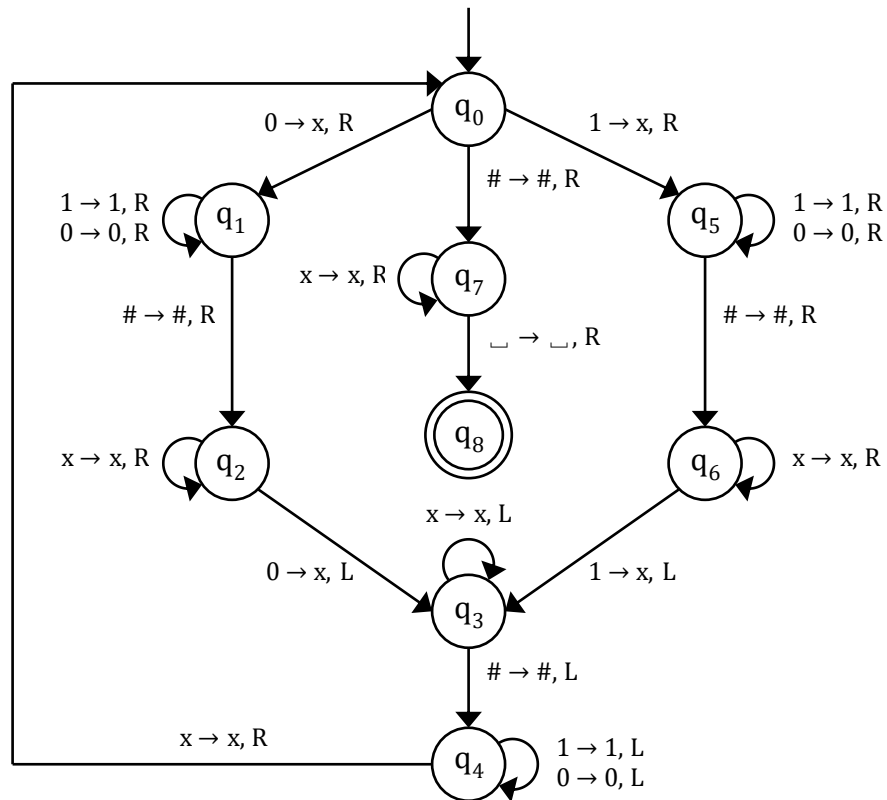 q0
0 → x, R
1 → x, R
# → #, R
1 → 1, R
0 → 0, R
q1
q5
1 → 1, R
0 → 0, R
x → x, R
q7
# → #, R
# → #, R
␣ → ␣, R
x → x, R
q2
q8
q6
x → x, R
x → x, L
0 → x, L
1 → x, L
q3
# → #, L
x → x, R
q4
1 → 1, L
0 → 0, L